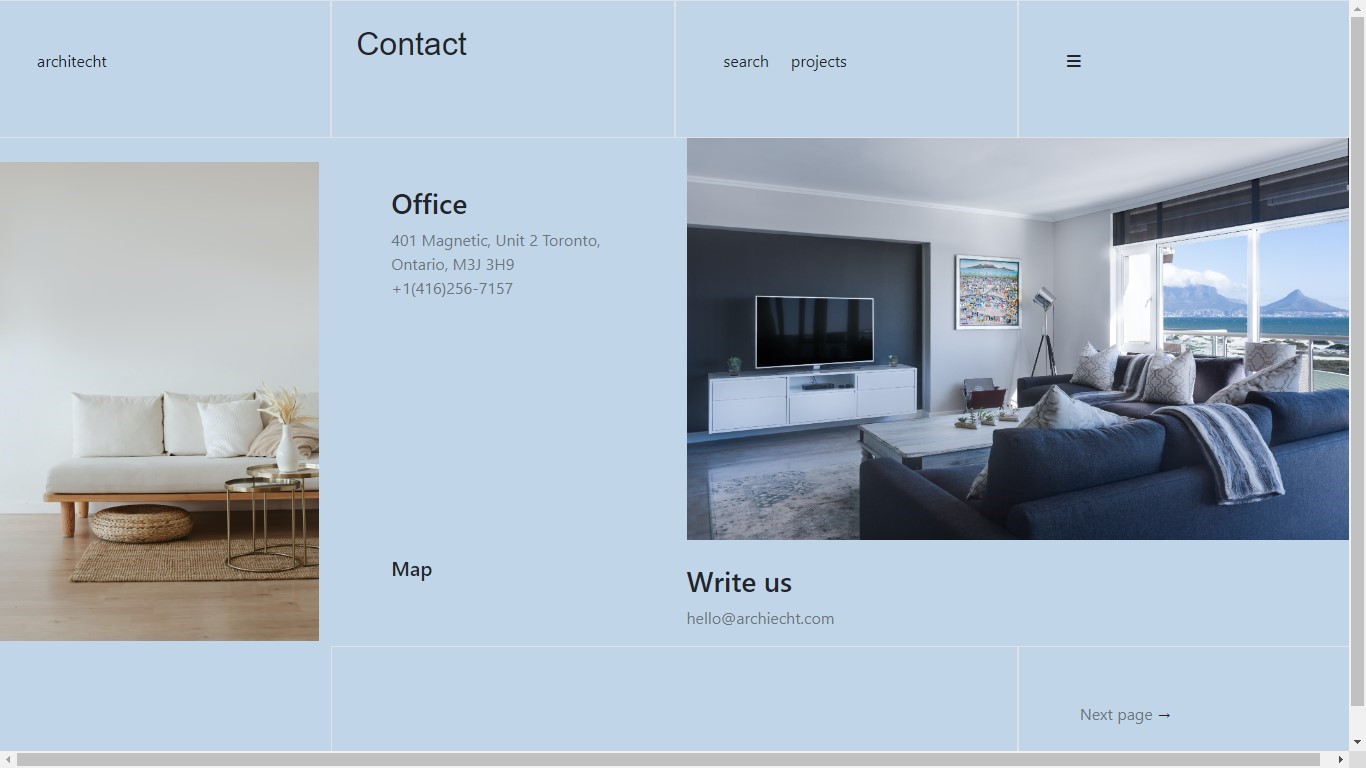 architecht
Contact
search projects
Office
401 Magnetic, Unit 2 Toronto,
Ontario, M3J 3H9
+1(416)256-7157
Map
Write us
hello@archiecht.com
Next page →